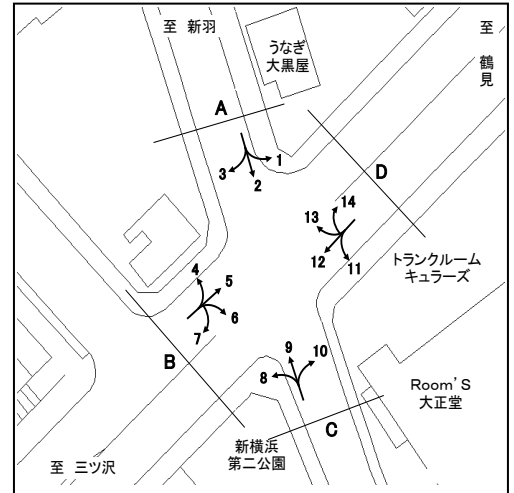 至 新羽
うなぎ
大黒屋
至
鶴
見
A
1
3
2
D
14
13
12
11
トランクルーム
キュラーズ
4
5
6
7
B
9
10
8
Room'S
大正堂
C
新横浜
第二公園
至 三ツ沢